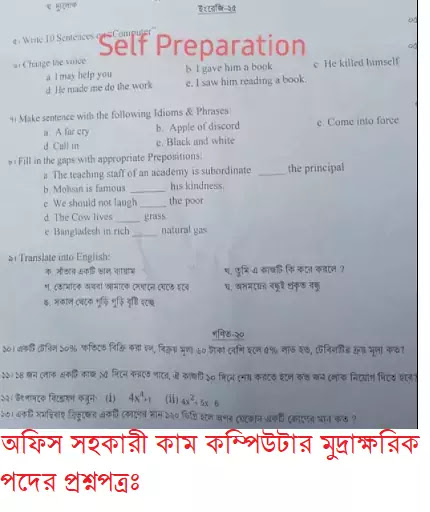 ইংরেজি-২৫
৫। Write 10 Sentences on "Computer"
Self Preparation
৬। Change the voice
a. I may help you
b. I gave him a book
c. He killed himself
d. He made me do the work
e. I saw him reading a book.
৭। Make sentence with the following Idioms & Phrases
a. A far cry
b. Apple of discord
c. Come into force
d. Call in
e. Black and white
৮। Fill in the gaps with appropriate Prepositions:
a. The teaching staff of an academy is subordinate _____ the principal
b. Mohsin is famous _____ his kindness.
c. We should not laugh _____ the poor
d. The Cow lives _____ grass.
e. Bangladesh in rich _____ natural gas.
৯। Translate into English:
ক. সাঁতার একটি ভাল ব্যায়াম
খ. তুমি এ কাজটি কি করে করলে ?
গ. তোমাকে অথবা আমাকে সেখানে যেতে হবে
ঘ. অসময়ের বন্ধুই প্রকৃত বন্ধু
ঙ. সকাল থেকে গুড়ি গুড়ি বৃষ্টি হচ্ছে
গণিত-২০
১০। একটি টেবিল ১০% ক্ষতিতে বিক্রি করা হল, বিক্রয় মূল্য ৬০ টাকা বেশি হলে ৫% লাভ হত, টেবিলটির ক্রয় মূল্য কত?
১১। ১৪ জন লোক একটি কাজ ১৫ দিনে করতে পারে, ঐ কাজটি ১০ দিনে শেষ করতে হলে কত জন লোক নিয়োগ দিতে হবে?
১২। উৎপাদকে বিশ্লেষণ করুন: (i) 4x⁴+1 (ii) 4x²+5x 6
১৩। একটি সমদ্বিবাহু ত্রিভুজের একটি কোণের মান ১২০ ডিগ্রি হলে অপর যেকোন একটি কোণের মান কত ?
অফিস সহকারী কাম কম্পিউটার মুদ্রাক্ষরিক
পদের প্রশ্নপত্রঃ